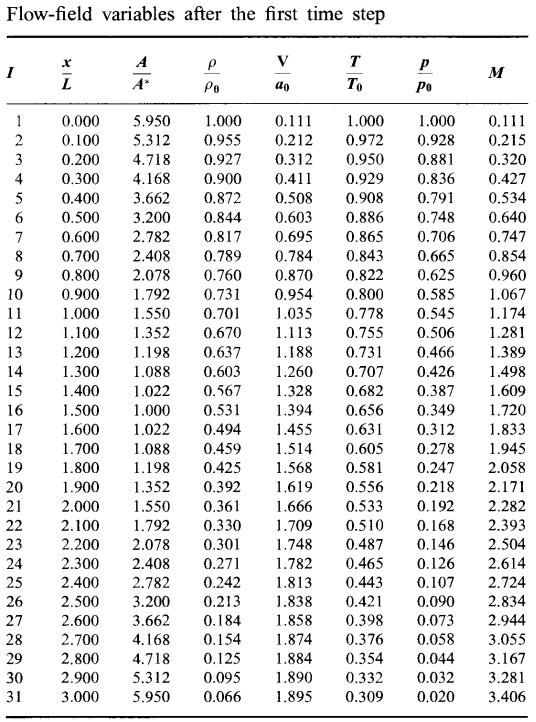 Flow-field variables after the first time step
I x/L A/A* ρ/ρ0 V/a0 T/T0 p/p0 M
1 0.000 5.950 1.000 0.111 1.000 1.000 0.111
2 0.100 5.312 0.955 0.212 0.972 0.928 0.215
3 0.200 4.718 0.927 0.312 0.950 0.881 0.320
4 0.300 4.168 0.900 0.411 0.929 0.836 0.427
5 0.400 3.662 0.872 0.508 0.908 0.791 0.534
6 0.500 3.200 0.844 0.603 0.886 0.748 0.640
7 0.600 2.782 0.817 0.695 0.865 0.706 0.747
8 0.700 2.408 0.789 0.784 0.843 0.665 0.854
9 0.800 2.078 0.760 0.870 0.822 0.625 0.960
10 0.900 1.792 0.731 0.954 0.800 0.585 1.067
11 1.000 1.550 0.701 1.035 0.778 0.545 1.174
12 1.100 1.352 0.670 1.113 0.755 0.506 1.281
13 1.200 1.198 0.637 1.188 0.731 0.466 1.389
14 1.300 1.088 0.603 1.260 0.707 0.426 1.498
15 1.400 1.022 0.567 1.328 0.682 0.387 1.609
16 1.500 1.000 0.531 1.394 0.656 0.349 1.720
17 1.600 1.022 0.494 1.455 0.631 0.312 1.833
18 1.700 1.088 0.459 1.514 0.605 0.278 1.945
19 1.800 1.198 0.425 1.568 0.581 0.247 2.058
20 1.900 1.352 0.392 1.619 0.556 0.218 2.171
21 2.000 1.550 0.361 1.666 0.533 0.192 2.282
22 2.100 1.792 0.330 1.709 0.510 0.168 2.393
23 2.200 2.078 0.301 1.748 0.487 0.146 2.504
24 2.300 2.408 0.271 1.782 0.465 0.126 2.614
25 2.400 2.782 0.242 1.813 0.443 0.107 2.724
26 2.500 3.200 0.213 1.838 0.421 0.090 2.834
27 2.600 3.662 0.184 1.858 0.398 0.073 2.944
28 2.700 4.168 0.154 1.874 0.376 0.058 3.055
29 2.800 4.718 0.125 1.884 0.354 0.044 3.167
30 2.900 5.312 0.095 1.890 0.332 0.032 3.281
31 3.000 5.950 0.066 1.895 0.309 0.020 3.406